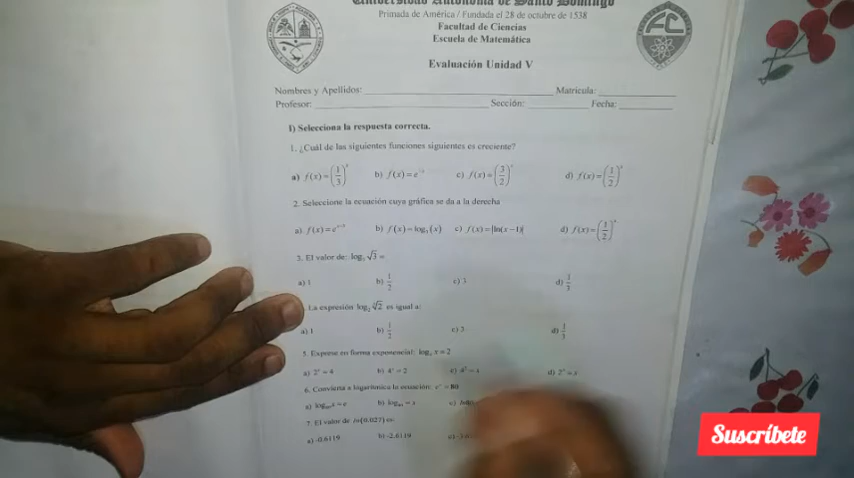 Universidad Autónoma de Santo Domingo
Primada de América / Fundada el 28 de octubre de 1538
Facultad de Ciencias
Escuela de Matemática
Evaluación Unidad V
Nombres y Apellidos: Matrícula:
Profesor: Sección: Fecha:
I) Selecciona la respuesta correcta.
1. ¿Cuál de las siguientes funciones siguientes es creciente?
a) f(x)=(1/3)^x b) f(x)=e^-x c) f(x)=(3/2)^x d) f(x)=(1/2)^x
2. Seleccione la ecuación cuya gráfica se da a la derecha
b) f(x)=log₃(x) c) f(x)=|ln(x-1)| d) f(x)=(1/2)^x
3. El valor de: log₃ √3 =
a) 1 b) 1/2 c) 3 d) 1/3
La expresión log₂ ∛2 es igual a:
a) 1 b) 1/2 c) 3 d) 1/3
5. Exprese en forma exponencial: x = 2
a) 2^x = 4 b) 4^x = 2 d) 2^4 = x
6. Convierta a logarítmica la ecuación: = 80
7. El valor de ln(0.027) es:
a) -0.6119 b) -2.6119
Suscríbete